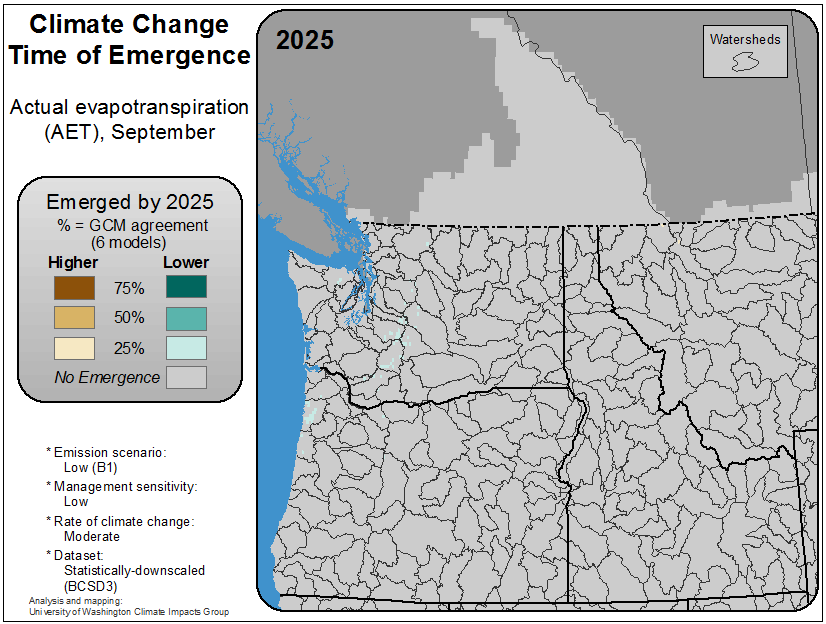 Climate Change
Time of Emergence
Actual evapotranspiration
(AET), September
Emerged by 2025
% = GCM agreement
(6 models)
Higher Lower
75%
50%
25%
No Emergence
* Emission scenario:
Low (B1)
* Management sensitivity:
Low
* Rate of climate change:
Moderate
* Dataset:
Statistically-downscaled
(BCSD3)
Analysis and mapping:
University of Washington Climate Impacts Group
2025
Watersheds